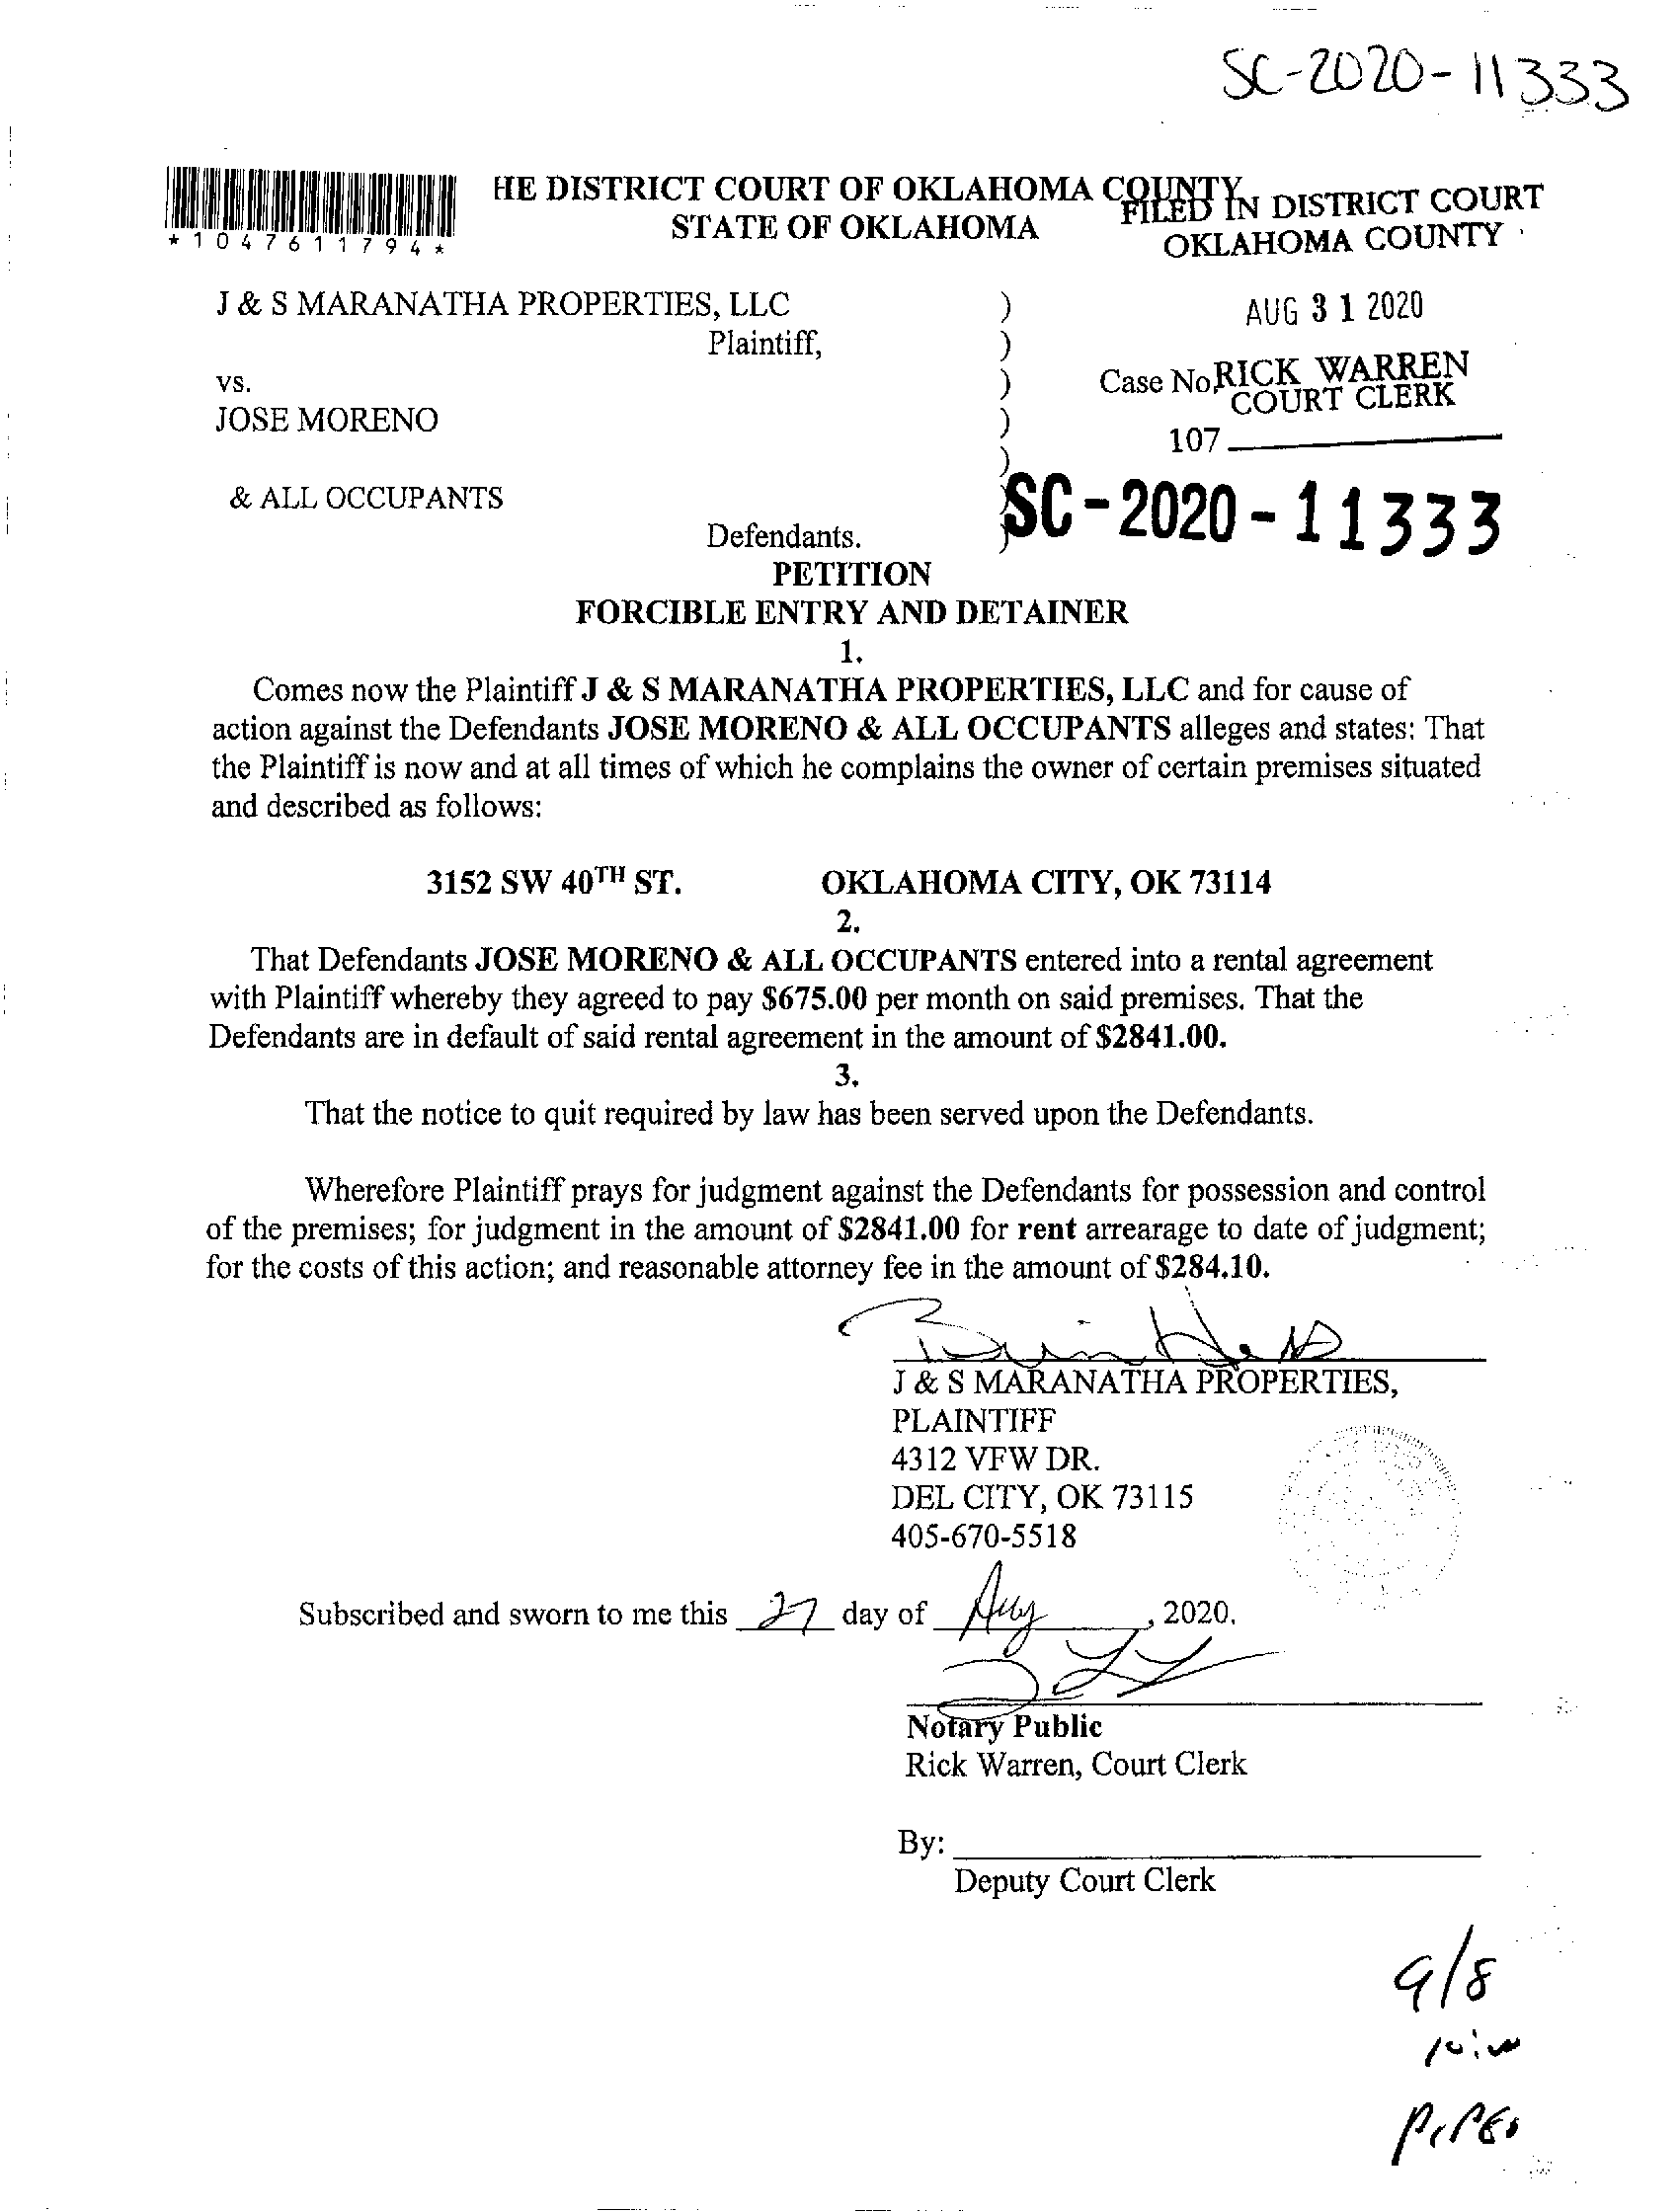 SC-2020-11333
*1047611794*
HE DISTRICT COURT OF OKLAHOMA COUNTY
STATE OF OKLAHOMA
FILED IN DISTRICT COURT
OKLAHOMA COUNTY
J & S MARANATHA PROPERTIES, LLC )
AUG 31 2020
Plaintiff, )
vs. ) Case No
RICK WARREN
COURT CLERK
JOSE MORENO )
107
)
& ALL OCCUPANTS )
SC-2020-11333
Defendants. )
PETITION
FORCIBLE ENTRY AND DETAINER
1.
Comes now the Plaintiff J & S MARANATHA PROPERTIES, LLC and for cause of
action against the Defendants JOSE MORENO & ALL OCCUPANTS alleges and states: That
the Plaintiff is now and at all times of which he complains the owner of certain premises situated
and described as follows:
3152 SW 40TH ST. OKLAHOMA CITY, OK 73114
2.
That Defendants JOSE MORENO & ALL OCCUPANTS entered into a rental agreement
with Plaintiff whereby they agreed to pay $675.00 per month on said premises. That the
Defendants are in default of said rental agreement in the amount of $2841.00.
3.
That the notice to quit required by law has been served upon the Defendants.
Wherefore Plaintiff prays for judgment against the Defendants for possession and control
of the premises; for judgment in the amount of $2841.00 for rent arrearage to date of judgment;
for the costs of this action; and reasonable attorney fee in the amount of $284.10.
J & S MARANATHA PROPERTIES,
PLAINTIFF
4312 VFW DR.
DEL CITY, OK 73115
405-670-5518
Subscribed and sworn to me this 27 day of Aug, 2020.
Notary Public
Rick Warren, Court Clerk
By:
Deputy Court Clerk
9/8